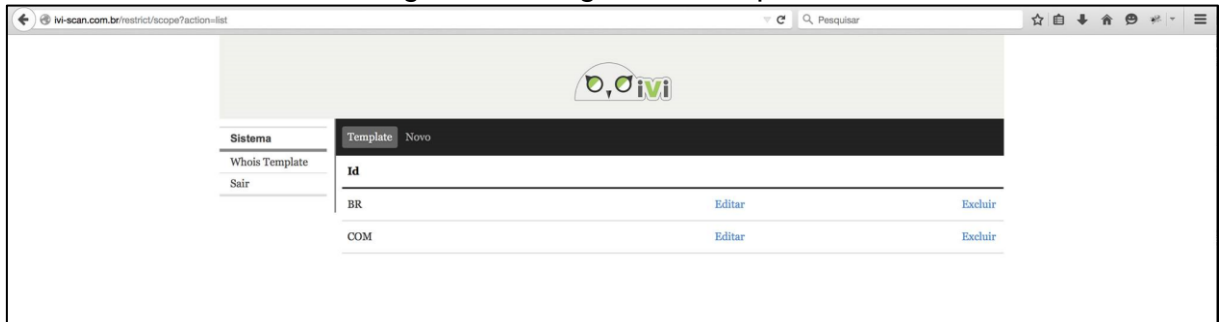 ivi-scan.com.br/restrict/scope?action=list
Pesquisar
iVi
Sistema
Whois Template
Sair
Template Novo
Id
BR Editar Excluir
COM Editar Excluir